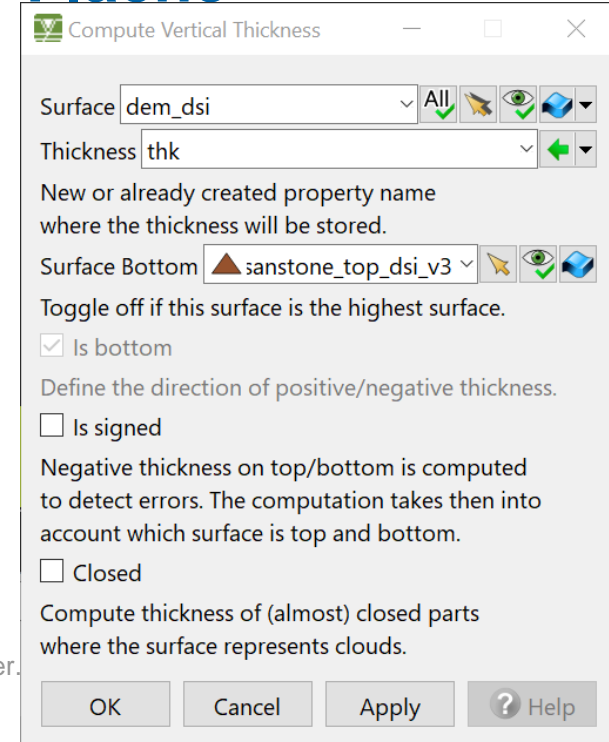 Compute Vertical Thickness
Surface dem_dsi All
Thickness thk
New or already created property name
where the thickness will be stored.
Surface Bottom sanstone_top_dsi_v3
Toggle off if this surface is the highest surface.
Is bottom
Define the direction of positive/negative thickness.
Is signed
Negative thickness on top/bottom is computed
to detect errors. The computation takes then into
account which surface is top and bottom.
Closed
Compute thickness of (almost) closed parts
where the surface represents clouds.
er.
OK Cancel Apply ? Help